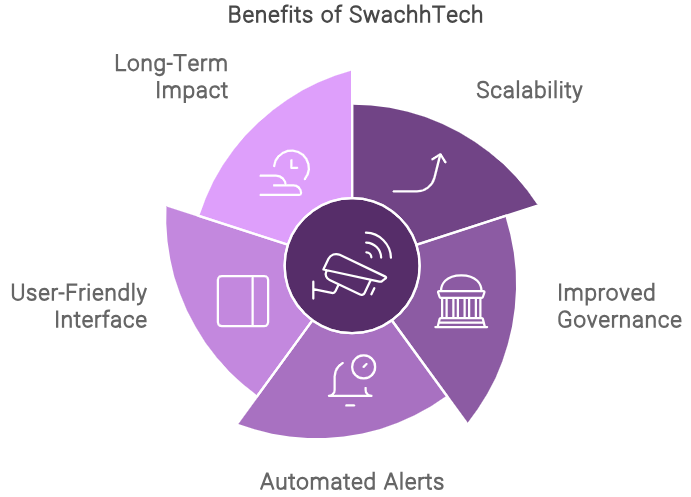 Benefits of SwachhTech
Long-Term
Impact
Scalability
User-Friendly
Interface
Improved
Governance
Automated Alerts